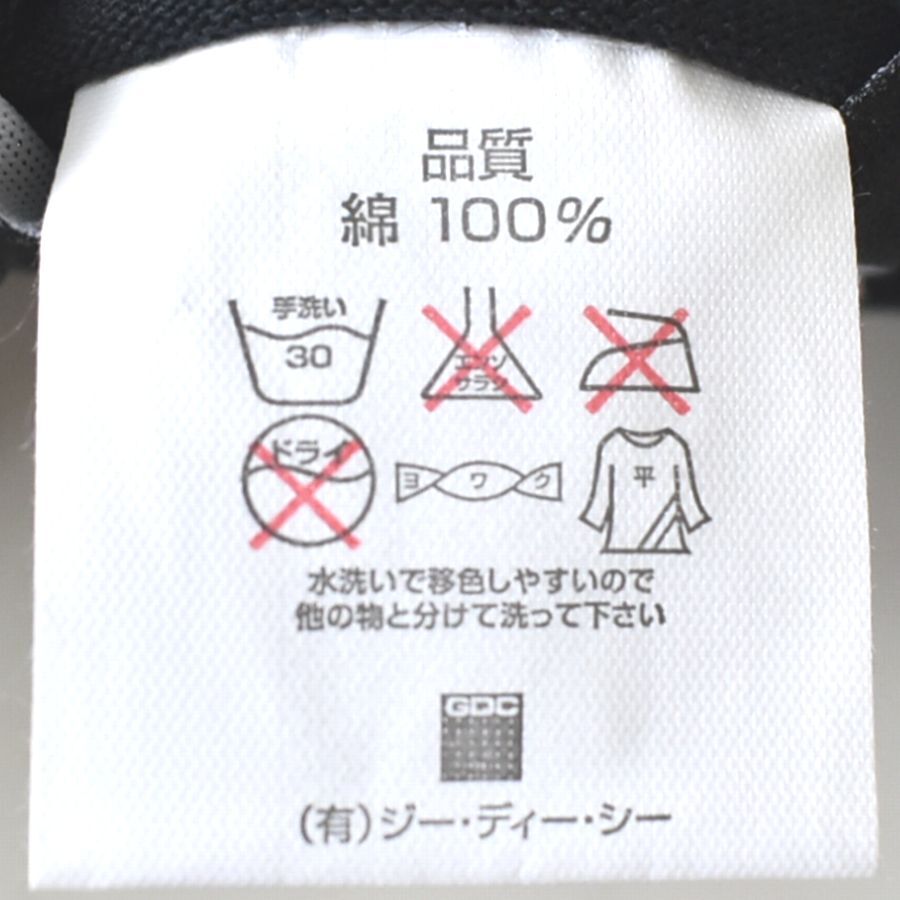 品質
綿 100%
手洗い
30
エンソ
サラシ
ドライ
ヨワク
平
水洗いで移色しやすいので
他の物と分けて洗って下さい
GDC
(有)ジー・ディー・シー